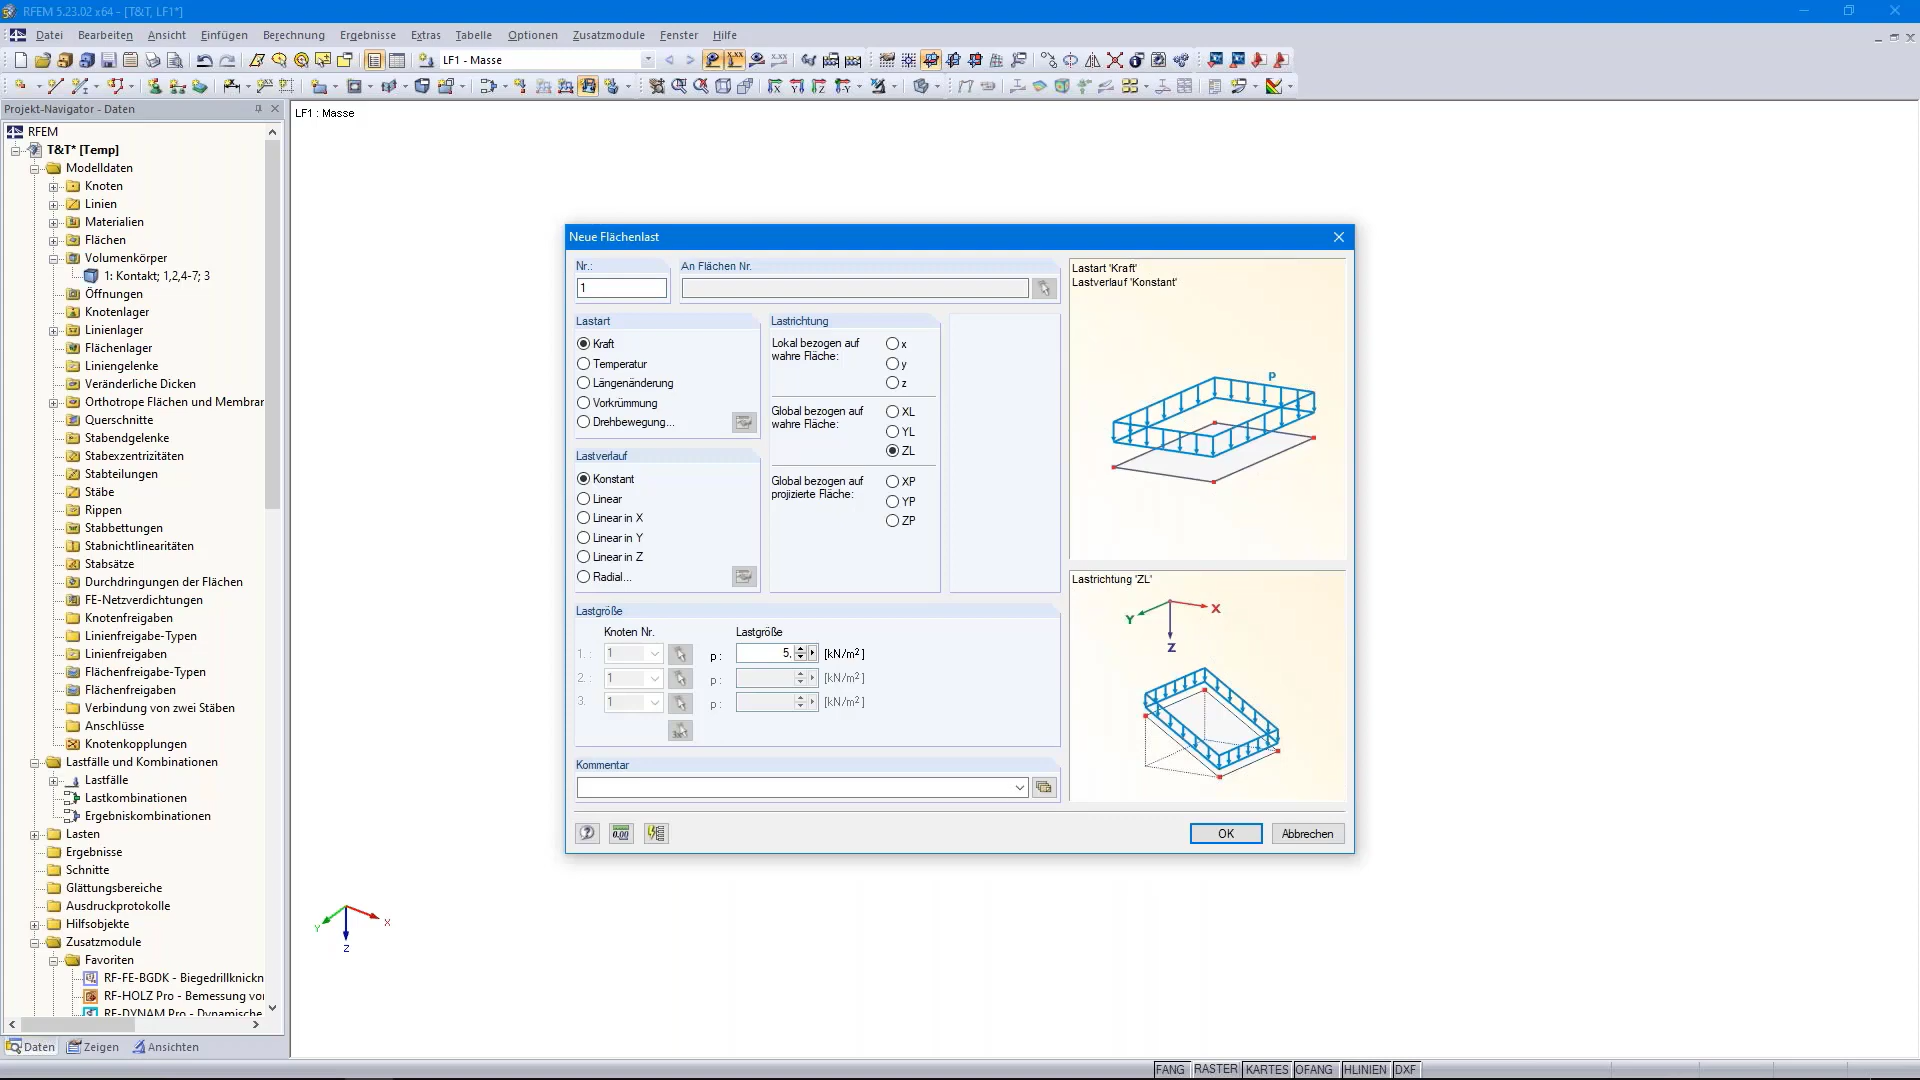 RFEM 5.23.02 x64 - [T&T, LF1*]
Datei Bearbeiten Ansicht Einfügen Berechnung Ergebnisse Extras Tabelle Optionen Zusatzmodule Fenster Hilfe
LF1 - Masse
Projekt-Navigator - Daten
LF1 : Masse
RFEM
T&T* [Temp]
Modelldaten
Knoten
Linien
Materialien
Flächen
Volumenkörper
1: Kontakt; 1,2,4-7; 3
Öffnungen
Knotenlager
Linienlager
Flächenlager
Liniengelenke
Veränderliche Dicken
Orthotrope Flächen und Membrar
Querschnitte
Stabendgelenke
Stabexzentrizitäten
Stabteilungen
Stäbe
Rippen
Stabbettungen
Stabnichtlinearitäten
Stabsätze
Durchdringungen der Flächen
FE-Netzverdichtungen
Knotenfreigaben
Linienfreigabe-Typen
Linienfreigaben
Flächenfreigabe-Typen
Flächenfreigaben
Verbindung von zwei Stäben
Anschlüsse
Knotenkopplungen
Lastfälle und Kombinationen
Lastfälle
Lastkombinationen
Ergebniskombinationen
Lasten
Ergebnisse
Schnitte
Glättungsbereiche
Ausdruckprotokolle
Hilfsobjekte
Zusatzmodule
Favoriten
RF-FE-BGDK - Biegedrillknickn
RF-HOLZ Pro - Bemessung vo
RF-DYNAM Pro - Dynamische
Daten Zeigen Ansichten
Neue Flächenlast
Nr.:
An Flächen Nr.
1
Lastart
Kraft
Temperatur
Längenänderung
Vorkrümmung
Drehbewegung...
Lastverlauf
Konstant
Linear
Linear in X
Linear in Y
Linear in Z
Radial...
Lastrichtung
Lokal bezogen auf
wahre Fläche:
x
y
z
Global bezogen auf
wahre Fläche:
XL
YL
ZL
Global bezogen auf
projizierte Fläche:
XP
YP
ZP
Lastgröße
Knoten Nr. Lastgröße
1. : 1 p : 5. [kN/m²]
2. : 1 p : [kN/m²]
3. 1 p : [kN/m²]
3x
Kommentar
0.00
OK Abbrechen
Lastart 'Kraft'
Lastverlauf 'Konstant'
p
Lastrichtung 'ZL'
X
Y
Z
X
Y
Z
FANG RASTER KARTES OFANG HLINIEN DXF